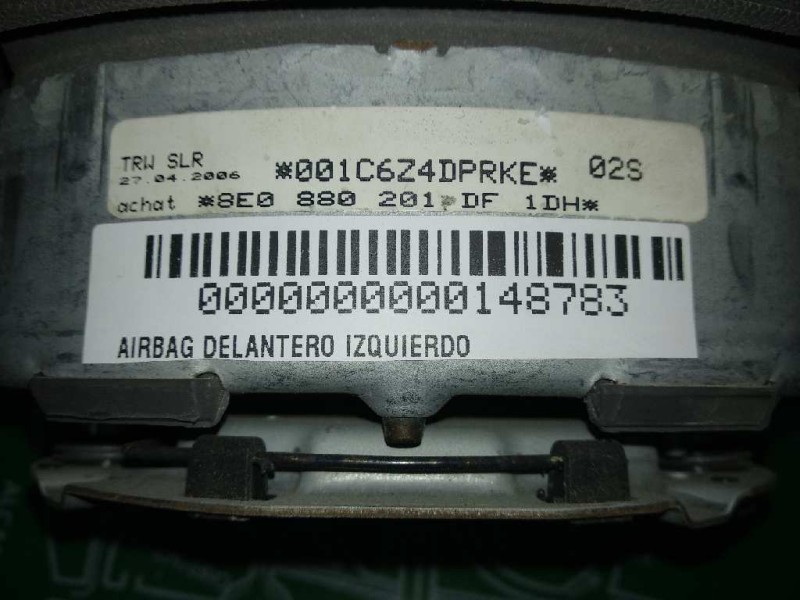 TRW SLR *001C6Z4DPRKE* 02S
27.04.2006
achat *8E0 880 201 DF 1DH*
0000000000148783
AIRBAG DELANTERO IZQUIERDO